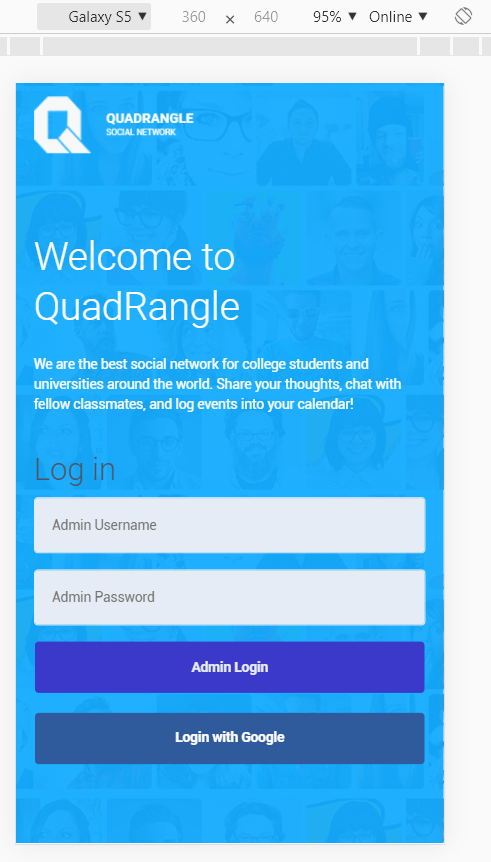 Galaxy S5 ▼ 360 × 640 95% ▼ Online ▼
QUADRANGLE
SOCIAL NETWORK
Welcome to
QuadRangle
We are the best social network for college students and
universities around the world. Share your thoughts, chat with
fellow classmates, and log events into your calendar!
Log in
Admin Username
Admin Password
Admin Login
Login with Google